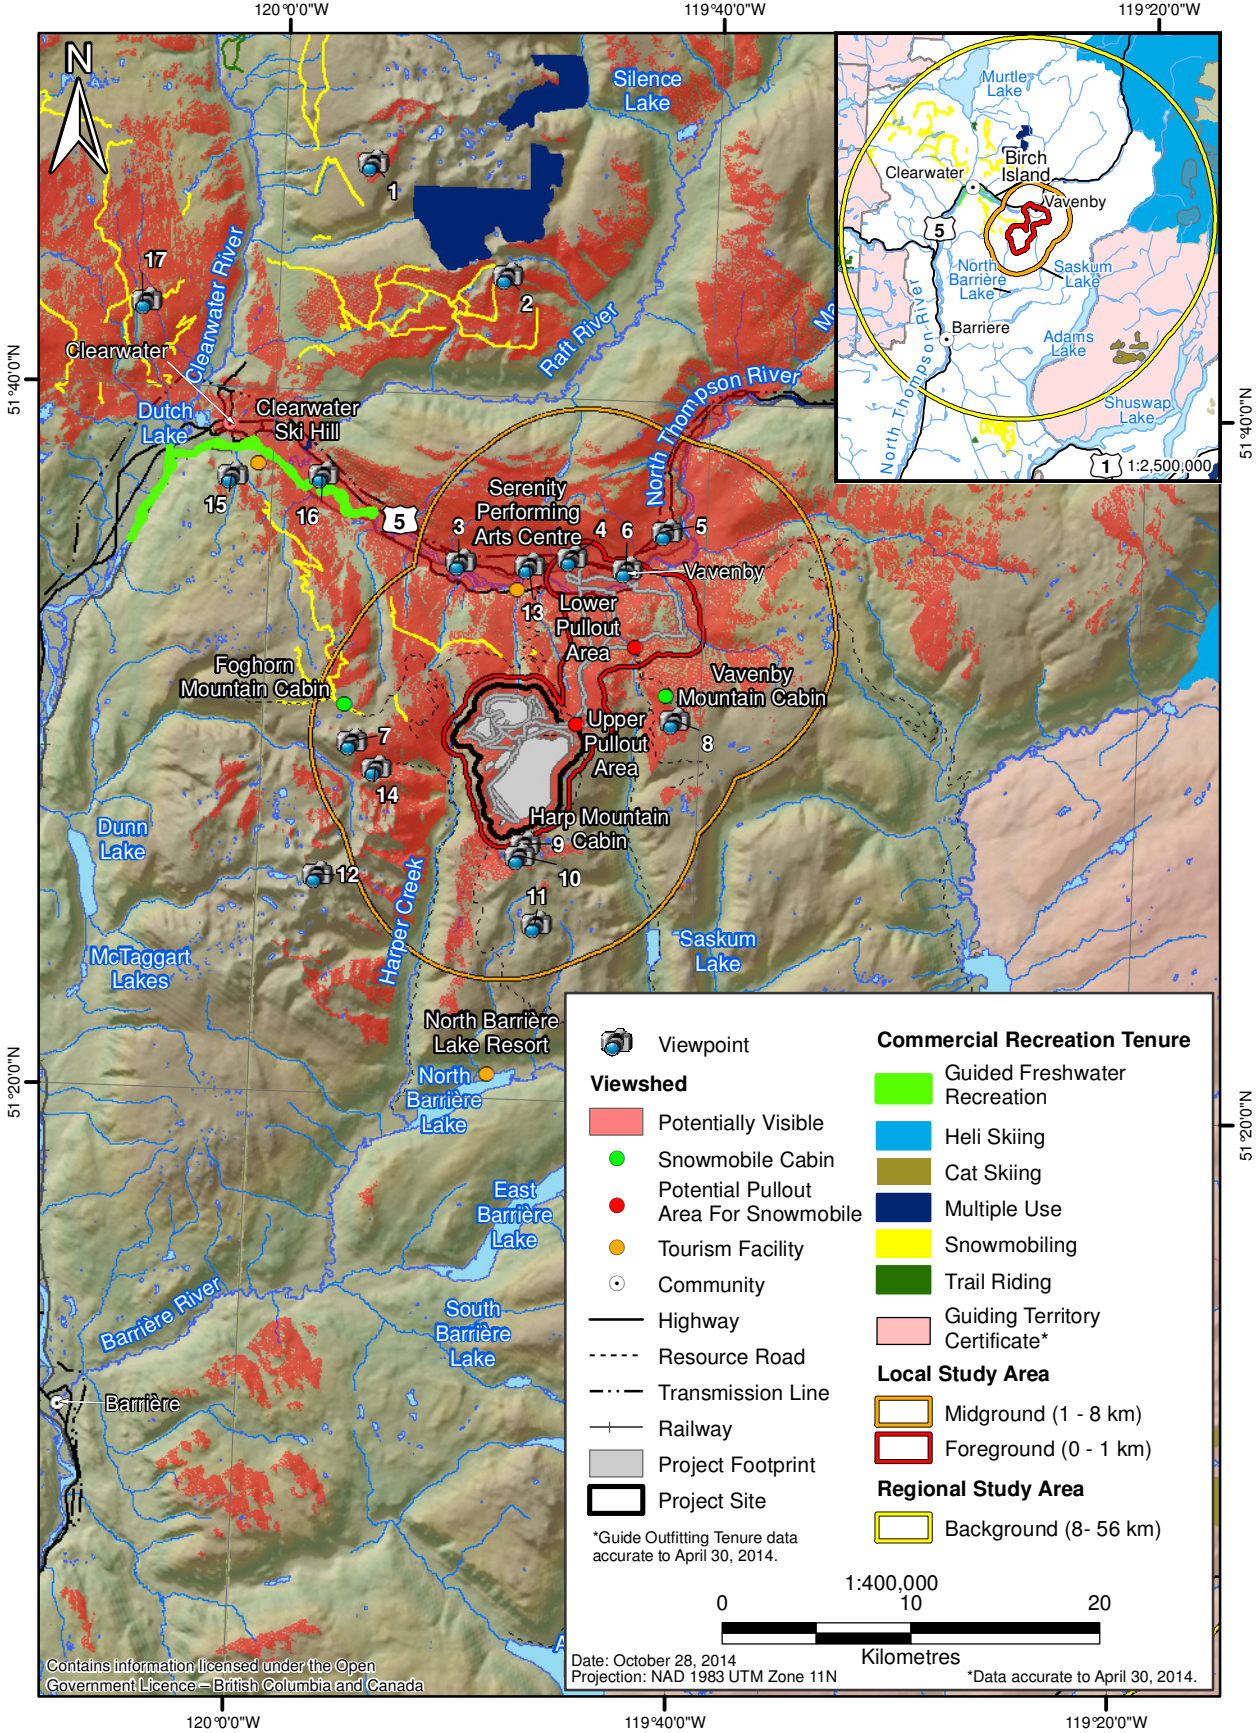 120°0'0"W
119°40'0"W
119°20'0"W
N
Silence
Lake
1
17
Clearwater River
2
Raft River
Clearwater
51°40'0"N
Dutch
Lake
Clearwater
Ski Hill
North Thompson River
15
16
5
Serenity
Performing
Arts Centre
3
4
6
5
Vavenby
13
Lower
Pullout
Area
Foghorn
Mountain Cabin
Vavenby
Mountain Cabin
Upper
Pullout
Area
7
8
14
Harp Mountain
Cabin
9
10
Dunn
Lake
12
11
Harper Creek
McTaggart
Lakes
Saskum
Lake
North Barrière
Lake Resort
North
Barrière
Lake
51°20'0"N
East
Barrière
Lake
South
Barrière
Lake
Barrière River
Barrière
Murtle
Lake
Birch
Island
Clearwater
Vavenby
5
North
Barrière
Lake
Saskum
Lake
Barriere
Adams
Lake
North Thompson River
Shuswap
Lake
1
1:2,500,000
51°40'0"N
51°20'0"N
Viewpoint
Viewshed
Potentially Visible
Snowmobile Cabin
Potential Pullout
Area For Snowmobile
Tourism Facility
Community
Highway
Resource Road
Transmission Line
Railway
Project Footprint
Project Site
*Guide Outfitting Tenure data
accurate to April 30, 2014.
Commercial Recreation Tenure
Guided Freshwater
Recreation
Heli Skiing
Cat Skiing
Multiple Use
Snowmobiling
Trail Riding
Guiding Territory
Certificate*
Local Study Area
Midground (1 - 8 km)
Foreground (0 - 1 km)
Regional Study Area
Background (8- 56 km)
1:400,000
0 10 20
Kilometres
Date: October 28, 2014
Projection: NAD 1983 UTM Zone 11N
*Data accurate to April 30, 2014.
Contains information licensed under the Open
Government Licence – British Columbia and Canada
120°0'0"W
119°40'0"W
119°20'0"W